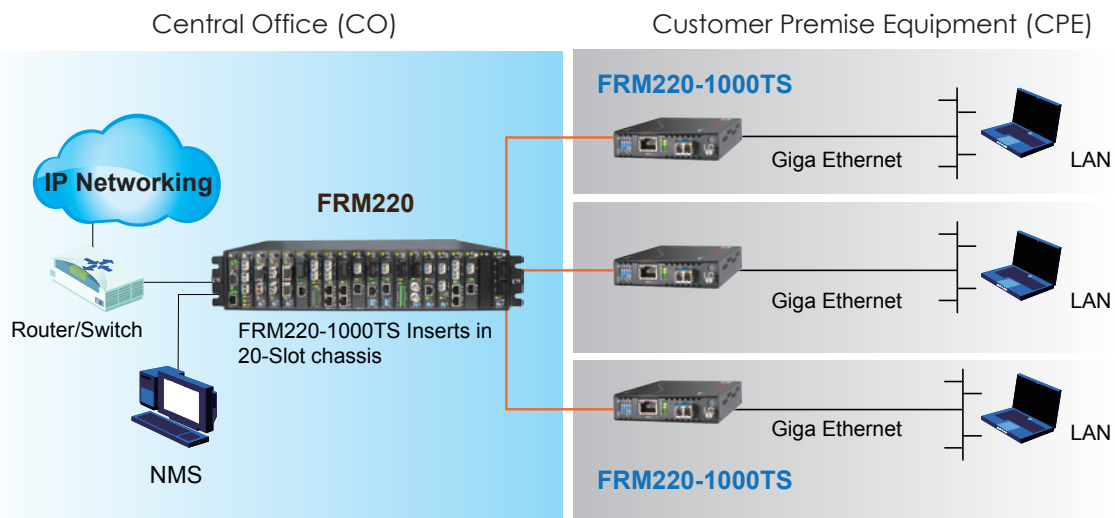 Central Office (CO)
Customer Premise Equipment (CPE)
IP Networking
FRM220
Router/Switch
FRM220-1000TS Inserts in
20-Slot chassis
NMS
FRM220-1000TS
Giga Ethernet
LAN
Giga Ethernet
LAN
Giga Ethernet
LAN
FRM220-1000TS